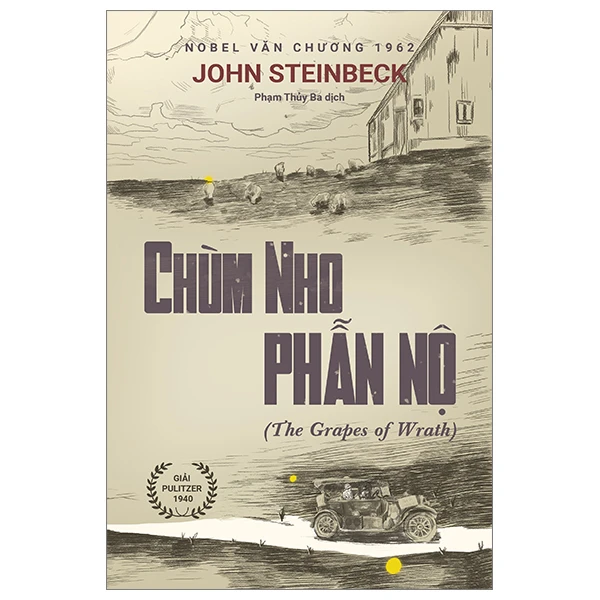 NOBEL VĂN CHƯƠNG 1962
JOHN STEINBECK
Phạm Thủy Ba dịch
CHÙM NHO
PHẪN NỘ
(The Grapes of Wrath)
GIẢI
PULITZER
1940